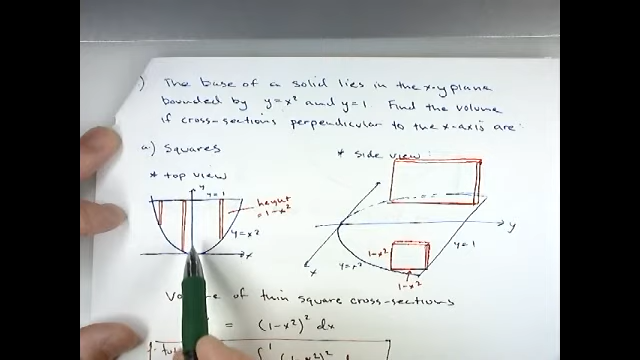 ) The base of a solid lies in the x-y plane
bounded by y=x² and y=1 Find the volume
if cross-sections perpendicular to the x-axis are:
a.) Squares
* top view
* side view:
y
y=1
height
1-x²
y=x²
x
y
y=1
1-x²
y=x²
x
1-x²
Volume of thin square cross-sections
= (1-x²)² dx